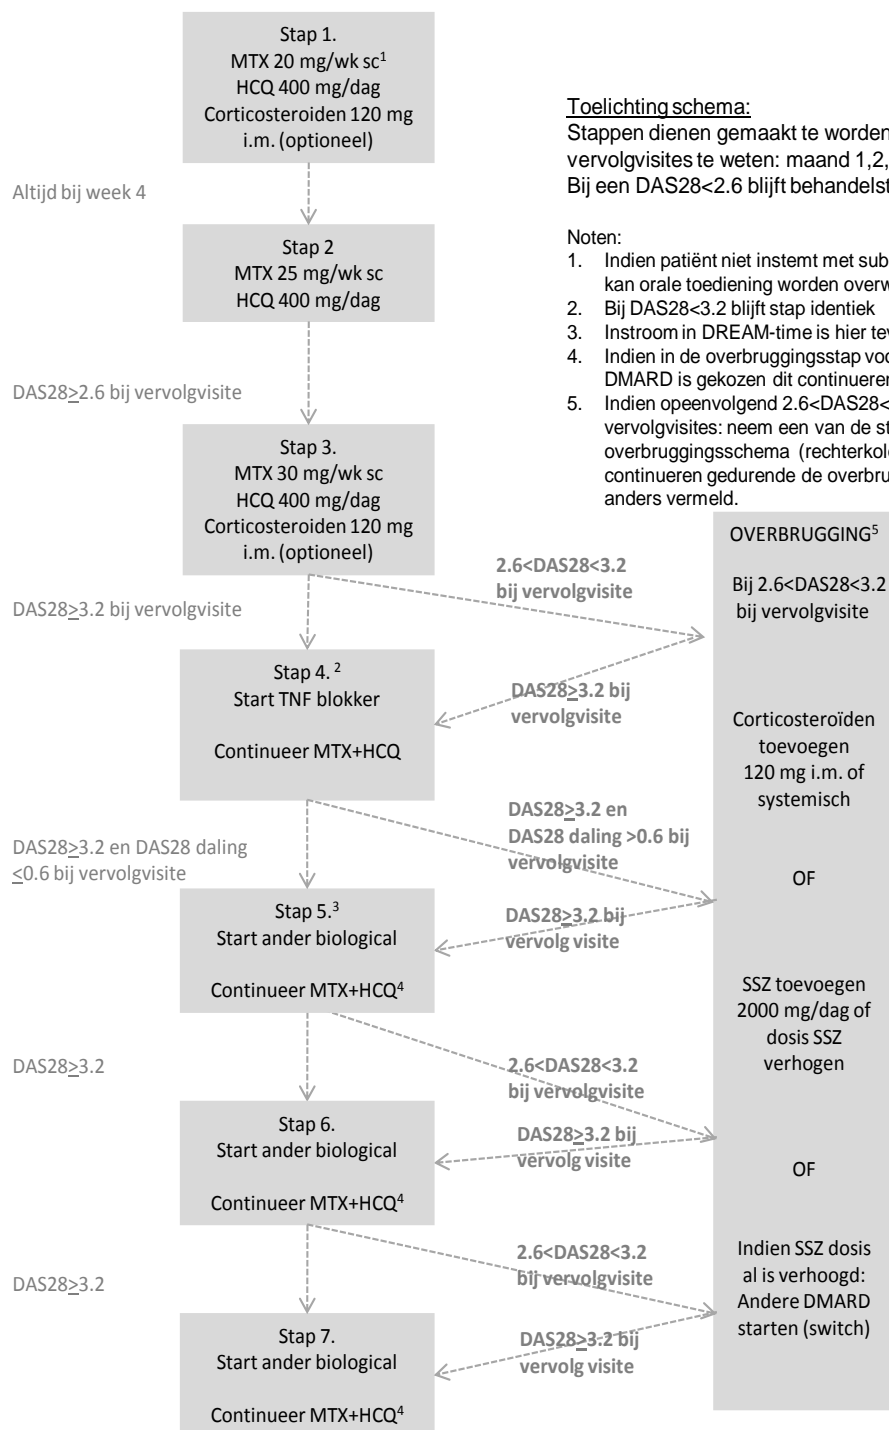 Stap 1.
MTX 20 mg/wk sc1
HCQ 400 mg/dag
Corticosteroiden 120 mg
i.m. (optioneel)
Toelichting schema:
Stappen dienen gemaakt te worden
vervolgvisites te weten: maand 1,2,
Bij een DAS28<2.6 blijft behandelst
Altijd bij week 4
Stap 2
MTX 25 mg/wk sc
HCQ 400 mg/dag
Noten:
1. Indien patiënt niet instemt met sub
kan orale toediening worden overw
2. Bij DAS28<3.2 blijft stap identiek
3. Instroom in DREAM-time is hier te
4. Indien in de overbruggingsstap voo
DMARD is gekozen dit continueren
5. Indien opeenvolgend 2.6<DAS28<
vervolgvisites: neem een van de st
overbruggingsschema (rechterkol
continueren gedurende de overbru
anders vermeld.
DAS28≥2.6 bij vervolgvisite
Stap 3.
MTX 30 mg/wk sc
HCQ 400 mg/dag
Corticosteroiden 120 mg
i.m. (optioneel)
2.6<DAS28<3.2
bij vervolgvisite
OVERBRUGGING5
Bij 2.6<DAS28<3.2
bij vervolgvisite
DAS28≥3.2 bij vervolgvisite
Stap 4. 2
Start TNF blokker
Continueer MTX+HCQ
DAS28≥3.2 bij
vervolgvisite
Corticosteroïden
toevoegen
120 mg i.m. of
systemisch
DAS28≥3.2 en DAS28 daling
≤0.6 bij vervolgvisite
DAS28≥3.2 en
DAS28 daling >0.6 bij
vervolgvisite
OF
Stap 5.3
Start ander biological
Continueer MTX+HCQ4
DAS28≥3.2 bij
vervolg visite
SSZ toevoegen
2000 mg/dag of
dosis SSZ
verhogen
DAS28≥3.2
2.6<DAS28<3.2
bij vervolgvisite
Stap 6.
Start ander biological
Continueer MTX+HCQ4
DAS28≥3.2 bij
vervolg visite
OF
DAS28≥3.2
2.6<DAS28<3.2
bij vervolgvisite
Indien SSZ dosis
al is verhoogd:
Andere DMARD
starten (switch)
Stap 7.
Start ander biological
Continueer MTX+HCQ4
DAS28≥3.2 bij
vervolg visite